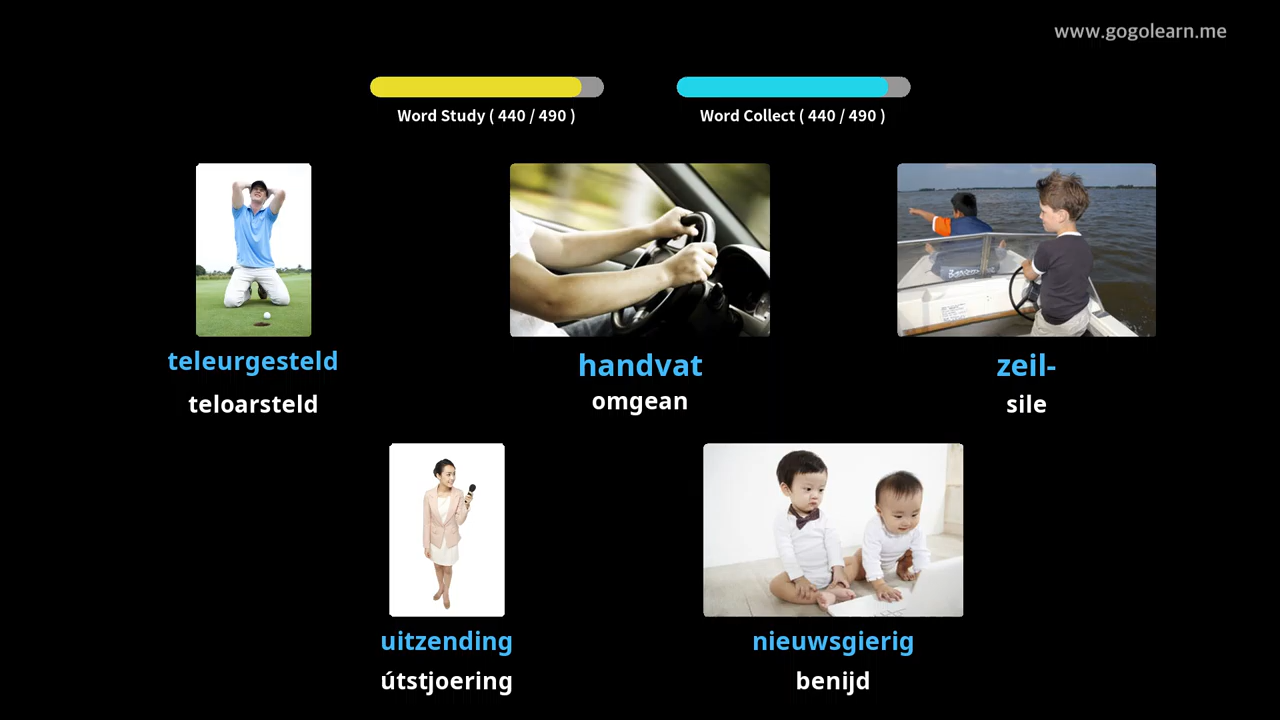 www.gogolearn.me
Word Study ( 440 / 490 )
Word Collect ( 440 / 490 )
teleurgesteld
handvat
zeil-
teloarsteld
omgean
sile
uitzending
nieuwsgierig
útstjoering
benijd